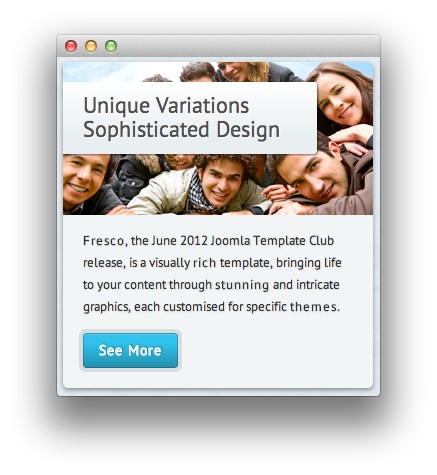 Unique Variations
Sophisticated Design
Fresco, the June 2012 Joomla Template Club
release, is a visually rich template, bringing life
to your content through stunning and intricate
graphics, each customised for specific themes.
See More